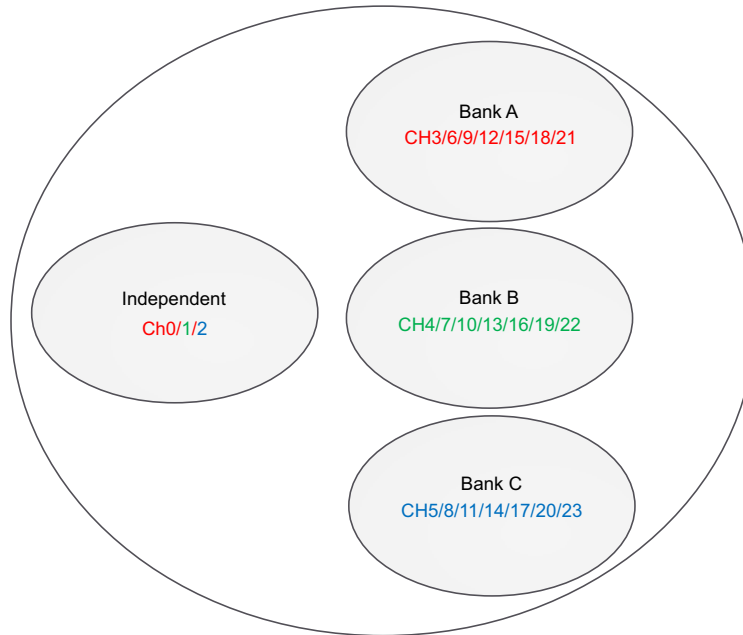 Bank A
CH3/6/9/12/15/18/21
Independent
Ch0/1/2
Bank B
CH4/7/10/13/16/19/22
Bank C
CH5/8/11/14/17/20/23